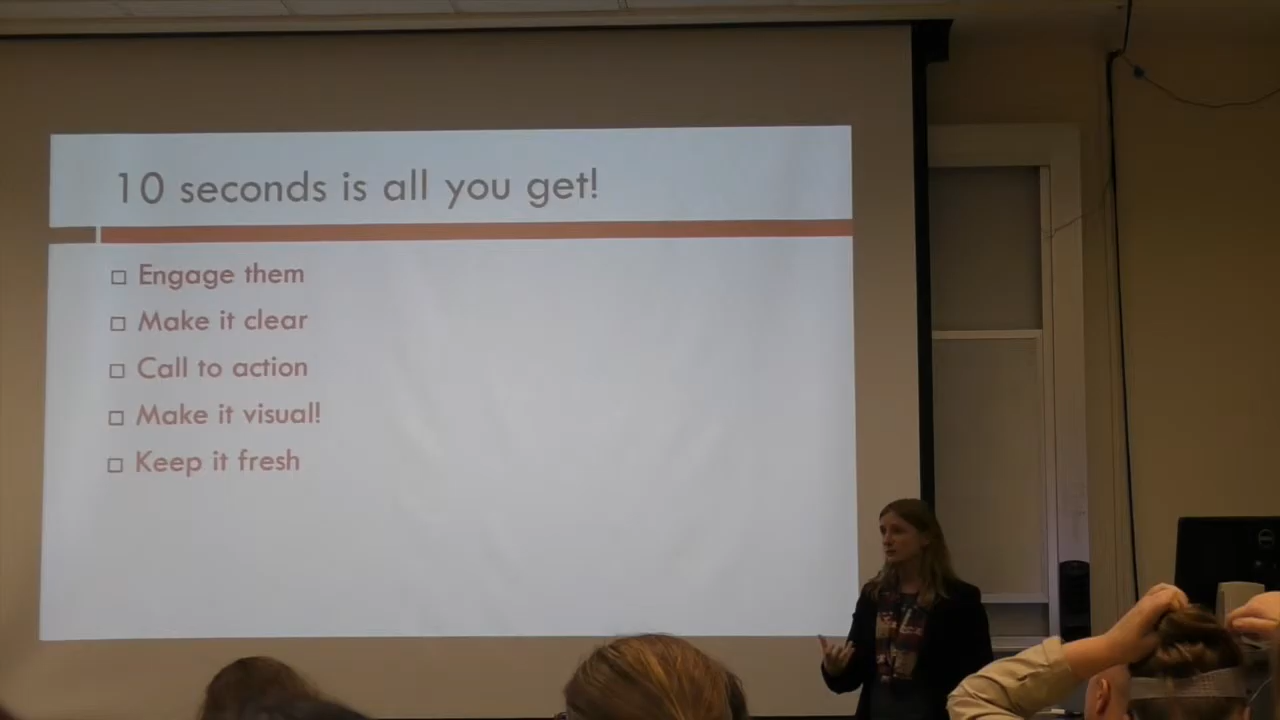 10 seconds is all you get!
Engage them
Make it clear
Call to action
Make it visual!
Keep it fresh
DELL